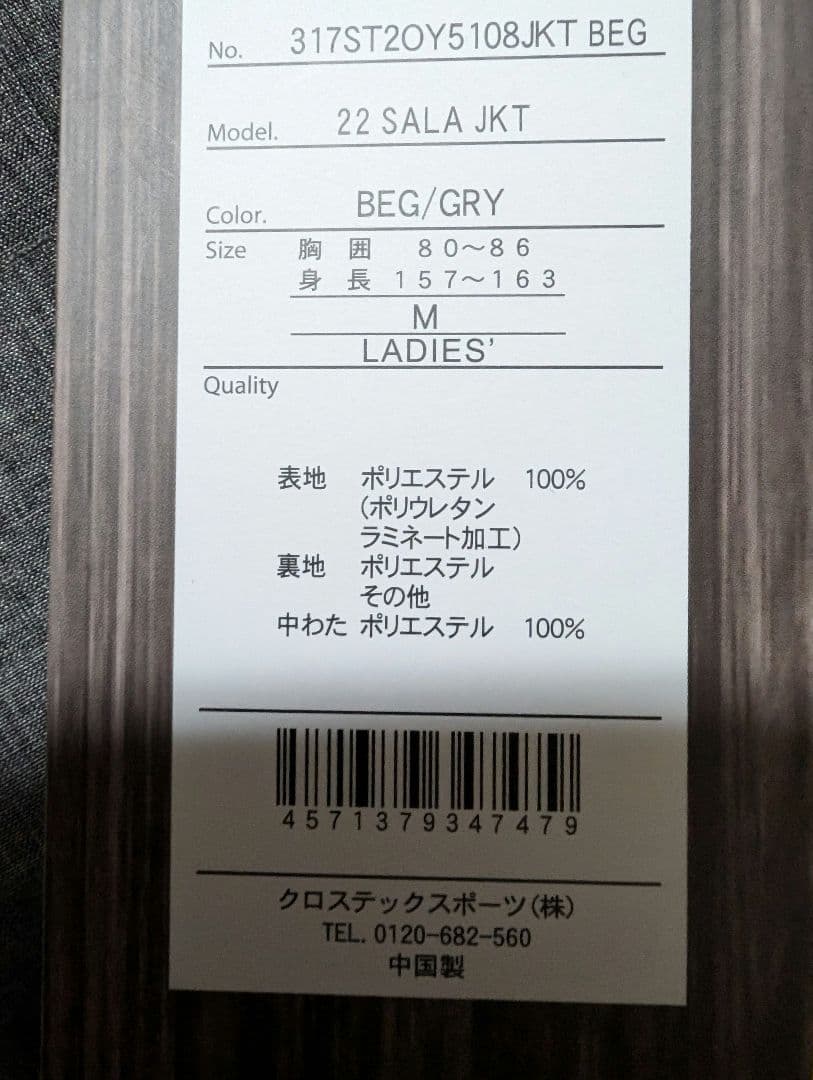 No. 317ST2OY5108JKT BEG
Model. 22 SALA JKT
Color. BEG/GRY
Size 胸 囲 80～86
身 長 157～163
M
LADIES'
Quality
表地 ポリエステル 100%
(ポリウレタン
ラミネート加工)
裏地 ポリエステル
その他
中わた ポリエステル 100%
4571379347479
クロステックスポーツ(株)
TEL. 0120-682-560
中国製